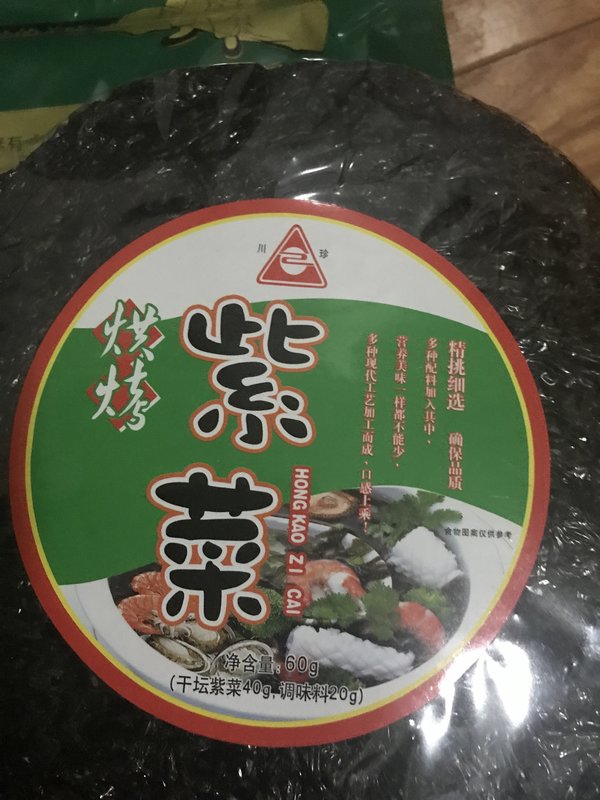 川 珍
烘烤
紫菜
HONG KAO ZI CAI
精挑细选 确保品质
多种配料加入其中、
营养美味一样都不能少、
多种现代工艺加工而成、口感上乘！
食物图案仅供参考
净含量: 60g
(干坛紫菜40g,调味料20g)